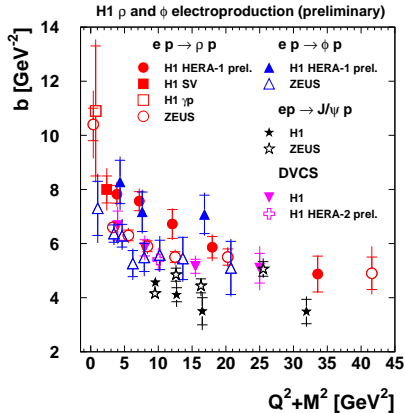 H1 ρ and ϕ electroproduction (preliminary)
b [GeV⁻²]
e p → ρ p
H1 HERA-1 prel.
H1 SV
H1 γp
ZEUS
e p → ϕ p
H1 HERA-1 prel.
ZEUS
ep → J/ψ p
H1
ZEUS
DVCS
H1
H1 HERA-2 prel.
14
12
10
8
6
4
2
0 5 10 15 20 25 30 35 40 45
Q²+M² [GeV²]